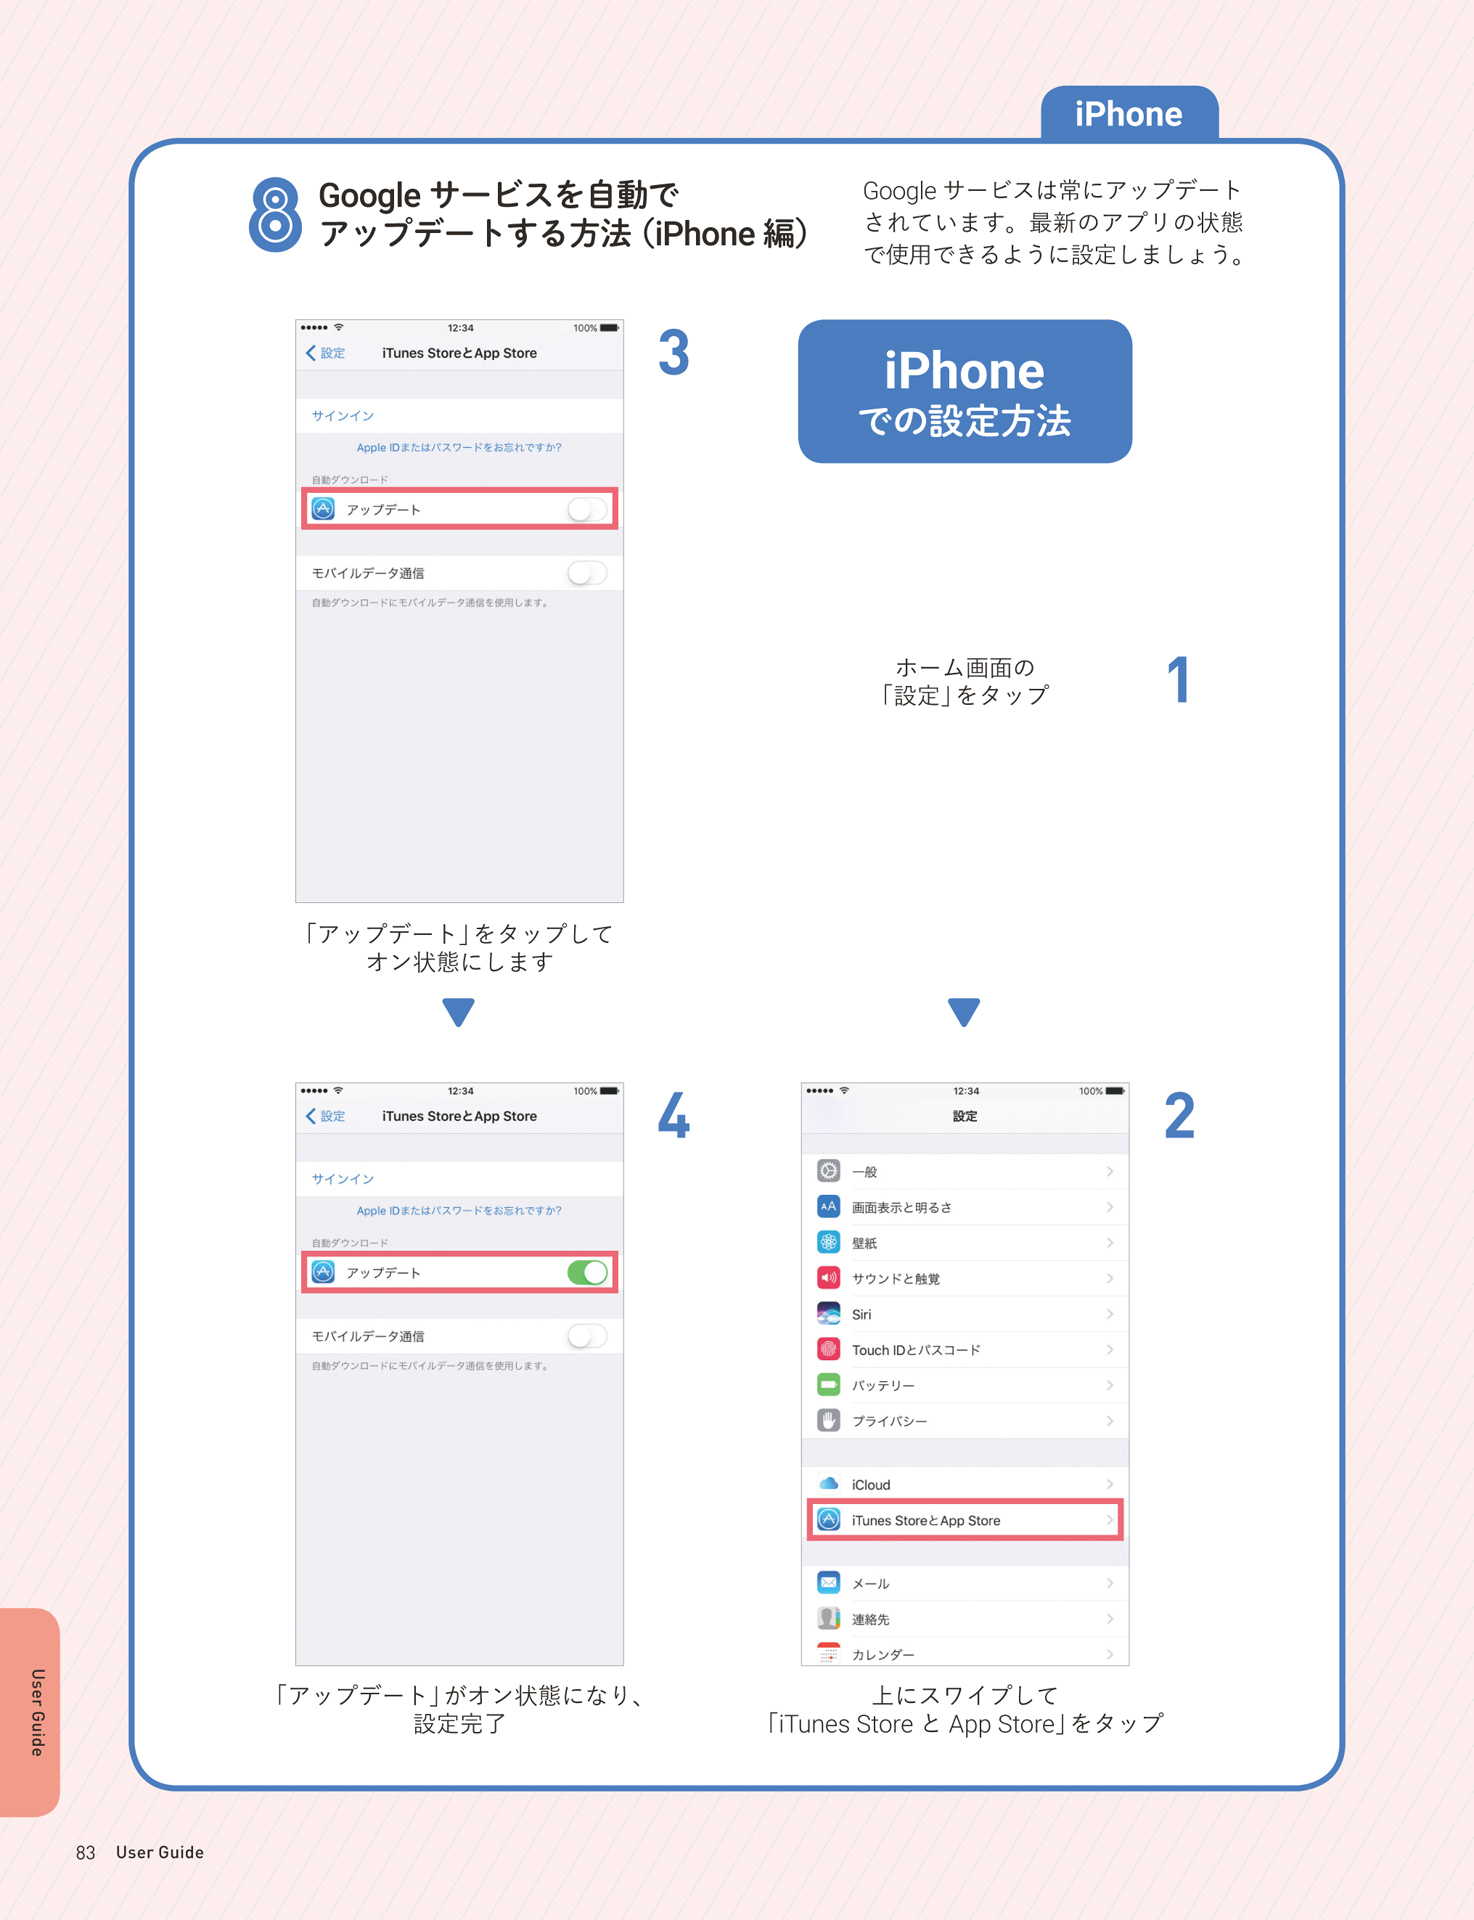 iPhone
8
Google サービスを自動で
アップデートする方法（iPhone 編）
Google サービスは常にアップデート
されています。最新のアプリの状態
で使用できるように設定しましょう。
iPhone
での設定方法
1
ホーム画面の
「設定」をタップ
2
12:34
100%
設定
一般
画面表示と明るさ
壁紙
サウンドと触覚
Siri
Touch IDとパスコード
バッテリー
プライバシー
iCloud
iTunes StoreとApp Store
メール
連絡先
カレンダー
上にスワイプして
「iTunes Store と App Store」をタップ
3
12:34
100%
設定
iTunes StoreとApp Store
サインイン
Apple IDまたはパスワードをお忘れですか?
自動ダウンロード
アップデート
モバイルデータ通信
自動ダウンロードにモバイルデータ通信を使用します。
「アップデート」をタップして
オン状態にします
4
12:34
100%
設定
iTunes StoreとApp Store
サインイン
Apple IDまたはパスワードをお忘れですか?
自動ダウンロード
アップデート
モバイルデータ通信
自動ダウンロードにモバイルデータ通信を使用します。
「アップデート」がオン状態になり、
設定完了
User Guide
83 User Guide